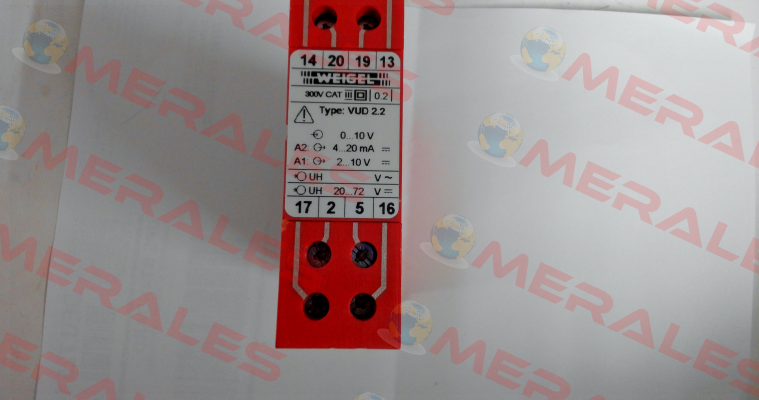 14 20 19 13
WEIGEL
300V CAT III 0.2
Type: VUD 2.2
0...10 V
A2: 4...20 mA
A1: 2...10 V
UH V ~
UH 20...72 V
17 2 5 16
MERALES
MERALES
MERALES
MERALES
MERALES